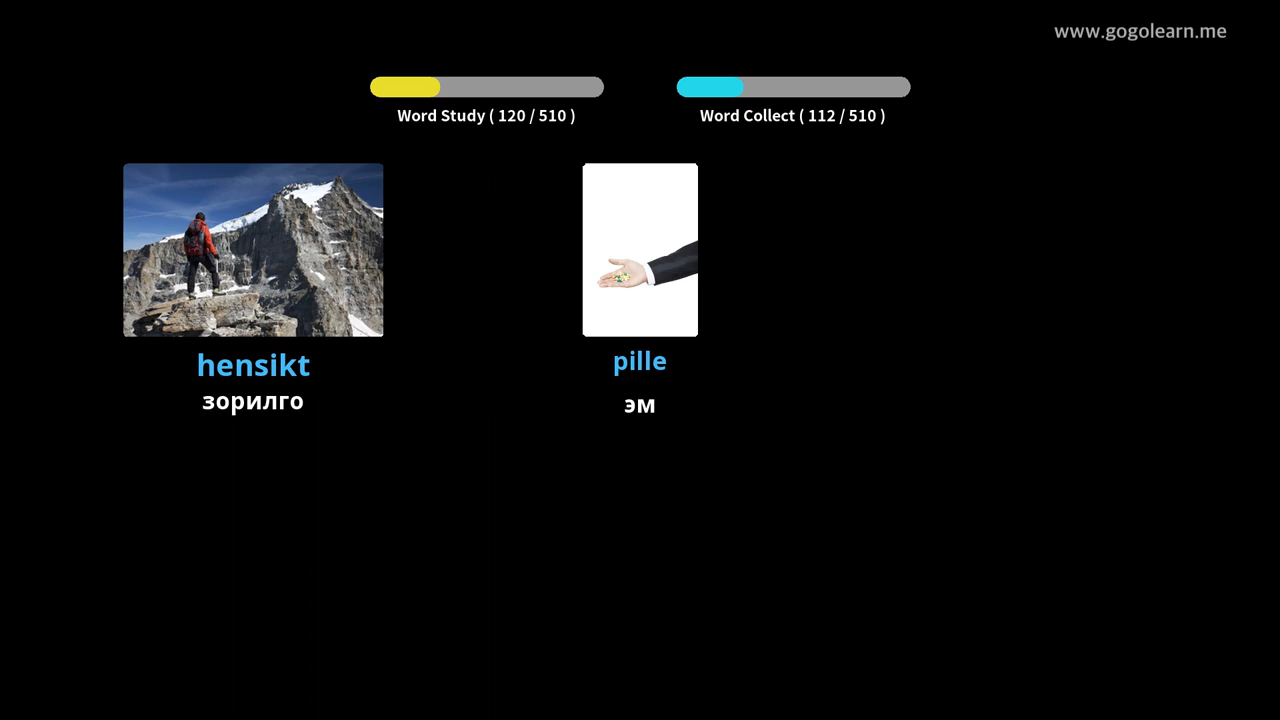 www.gogolearn.me
Word Study ( 120 / 510 )
Word Collect ( 112 / 510 )
hensikt
зорилго
pille
эм